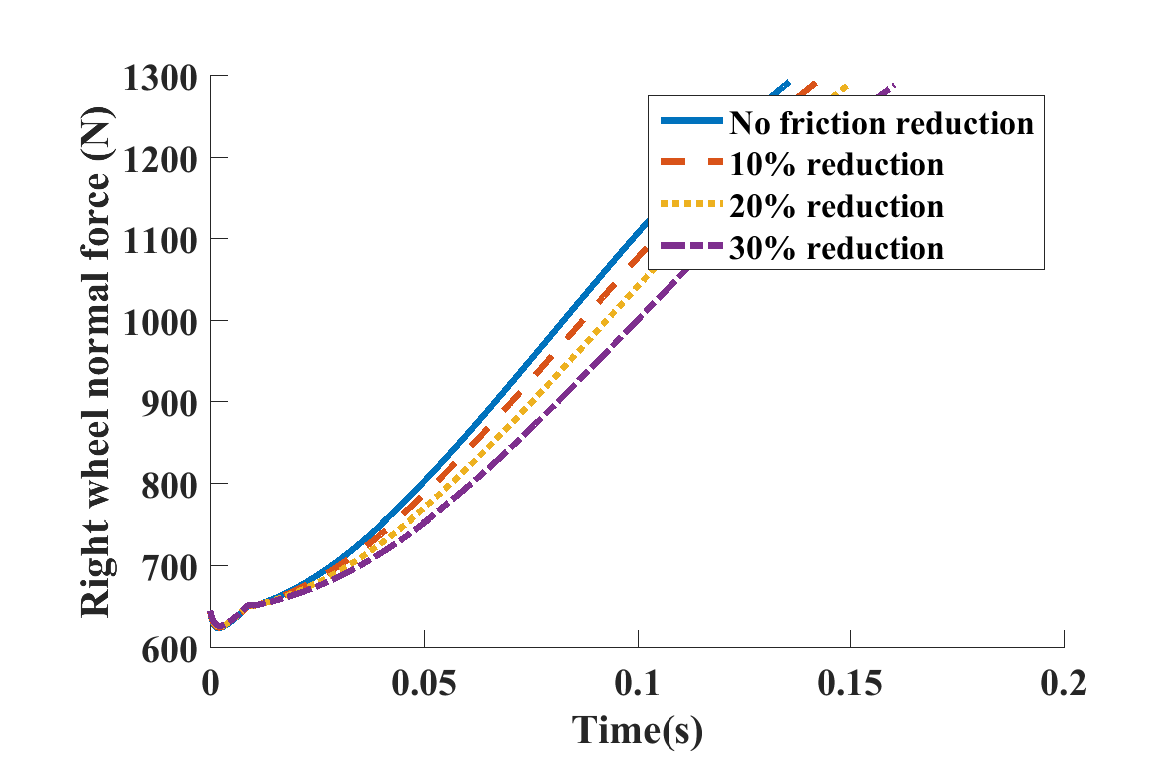 1300
1200
1100
1000
900
800
700
600
Right wheel normal force (N)
No friction reduction
10% reduction
20% reduction
30% reduction
0
0.05
0.1
0.15
0.2
Time(s)